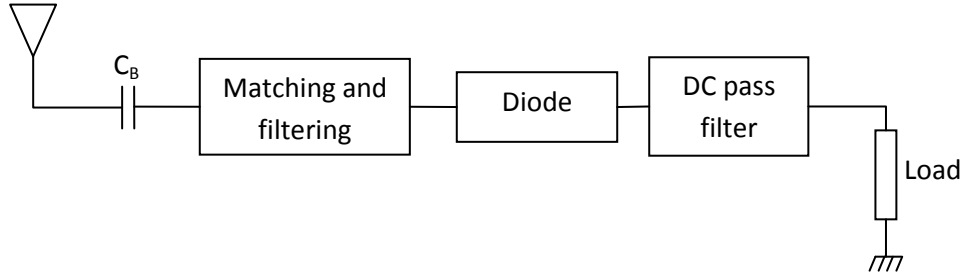 C_B
Matching and
filtering
Diode
DC pass
filter
Load